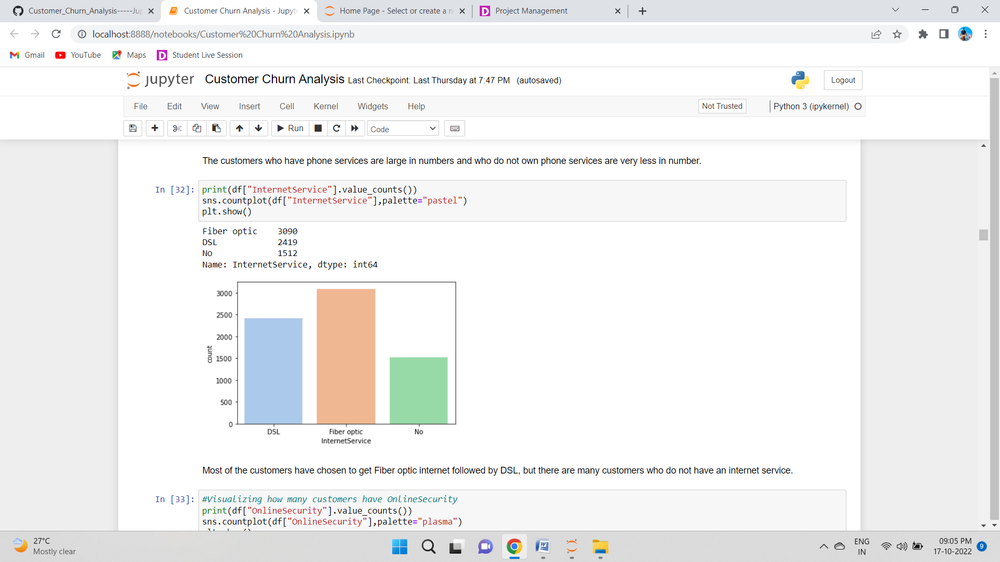 Customer_Churn_Analysis-----Ju
Customer Churn Analysis - Jupyt
Home Page - Select or create a n
Project Management
localhost:8888/notebooks/Customer%20Churn%20Analysis.ipynb
Gmail
YouTube
Maps
D Student Live Session
jupyter Customer Churn Analysis Last Checkpoint: Last Thursday at 7:47 PM (autosaved)
Logout
File Edit View Insert Cell Kernel Widgets Help
Not Trusted
Python 3 (ipykernel)
Run
Code
The customers who have phone services are large in numbers and who do not own phone services are very less in number.
In [32]: print(df["InternetService"].value_counts())
sns.countplot(df["InternetService"],palette="pastel")
plt.show()
Fiber optic 3090
DSL 2419
No 1512
Name: InternetService, dtype: int64
3000
2500
2000
1500
1000
500
0
count
DSL Fiber optic No
InternetService
Most of the customers have chosen to get Fiber optic internet followed by DSL, but there are many customers who do not have an internet service.
In [33]: #Visualizing how many customers have OnlineSecurity
print(df["OnlineSecurity"].value_counts())
sns.countplot(df["OnlineSecurity"],palette="plasma")
27°C
Mostly clear
ENG
IN
09:05 PM
17-10-2022
9